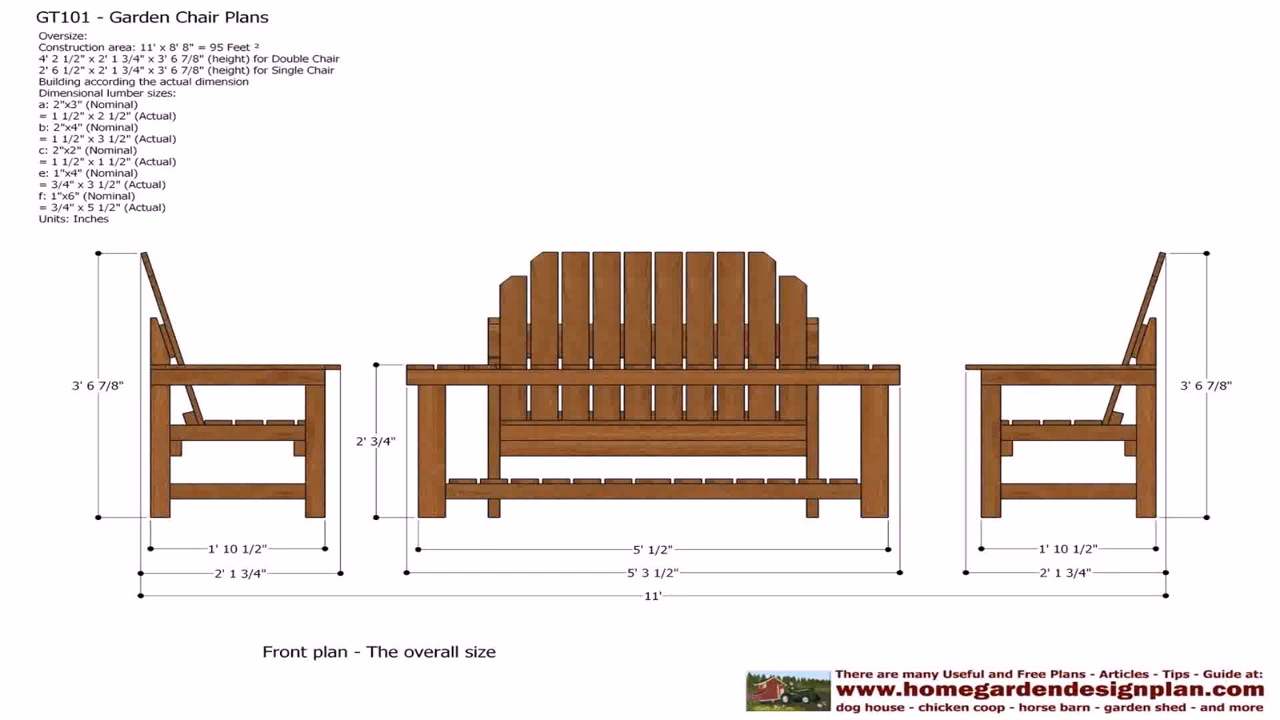 GT101 - Garden Chair Plans
Oversize:
Construction area: 11' x 8' 8" = 95 Feet ²
4' 2 1/2" x 2' 1 3/4" x 3' 6 7/8" (height) for Double Chair
2' 6 1/2" x 2' 1 3/4" x 3' 6 7/8" (height) for Single Chair
Building according the actual dimension
Dimensional lumber sizes:
a: 2"x3" (Nominal)
= 1 1/2" x 2 1/2" (Actual)
b: 2"x4" (Nominal)
= 1 1/2" x 3 1/2" (Actual)
c: 2"x2" (Nominal)
= 1 1/2" x 1 1/2" (Actual)
e: 1"x4" (Nominal)
= 3/4" x 3 1/2" (Actual)
f: 1"x6" (Nominal)
= 3/4" x 5 1/2" (Actual)
Units: Inches
3' 6 7/8"
2' 3/4"
3' 6 7/8"
1' 10 1/2"
5' 1/2"
1' 10 1/2"
2' 1 3/4"
5' 3 1/2"
2' 1 3/4"
11'
Front plan - The overall size
There are many Useful and Free Plans - Articles - Tips - Guide at:
www.homegardendesignplan.com
dog house - chicken coop - horse barn - garden shed - and more